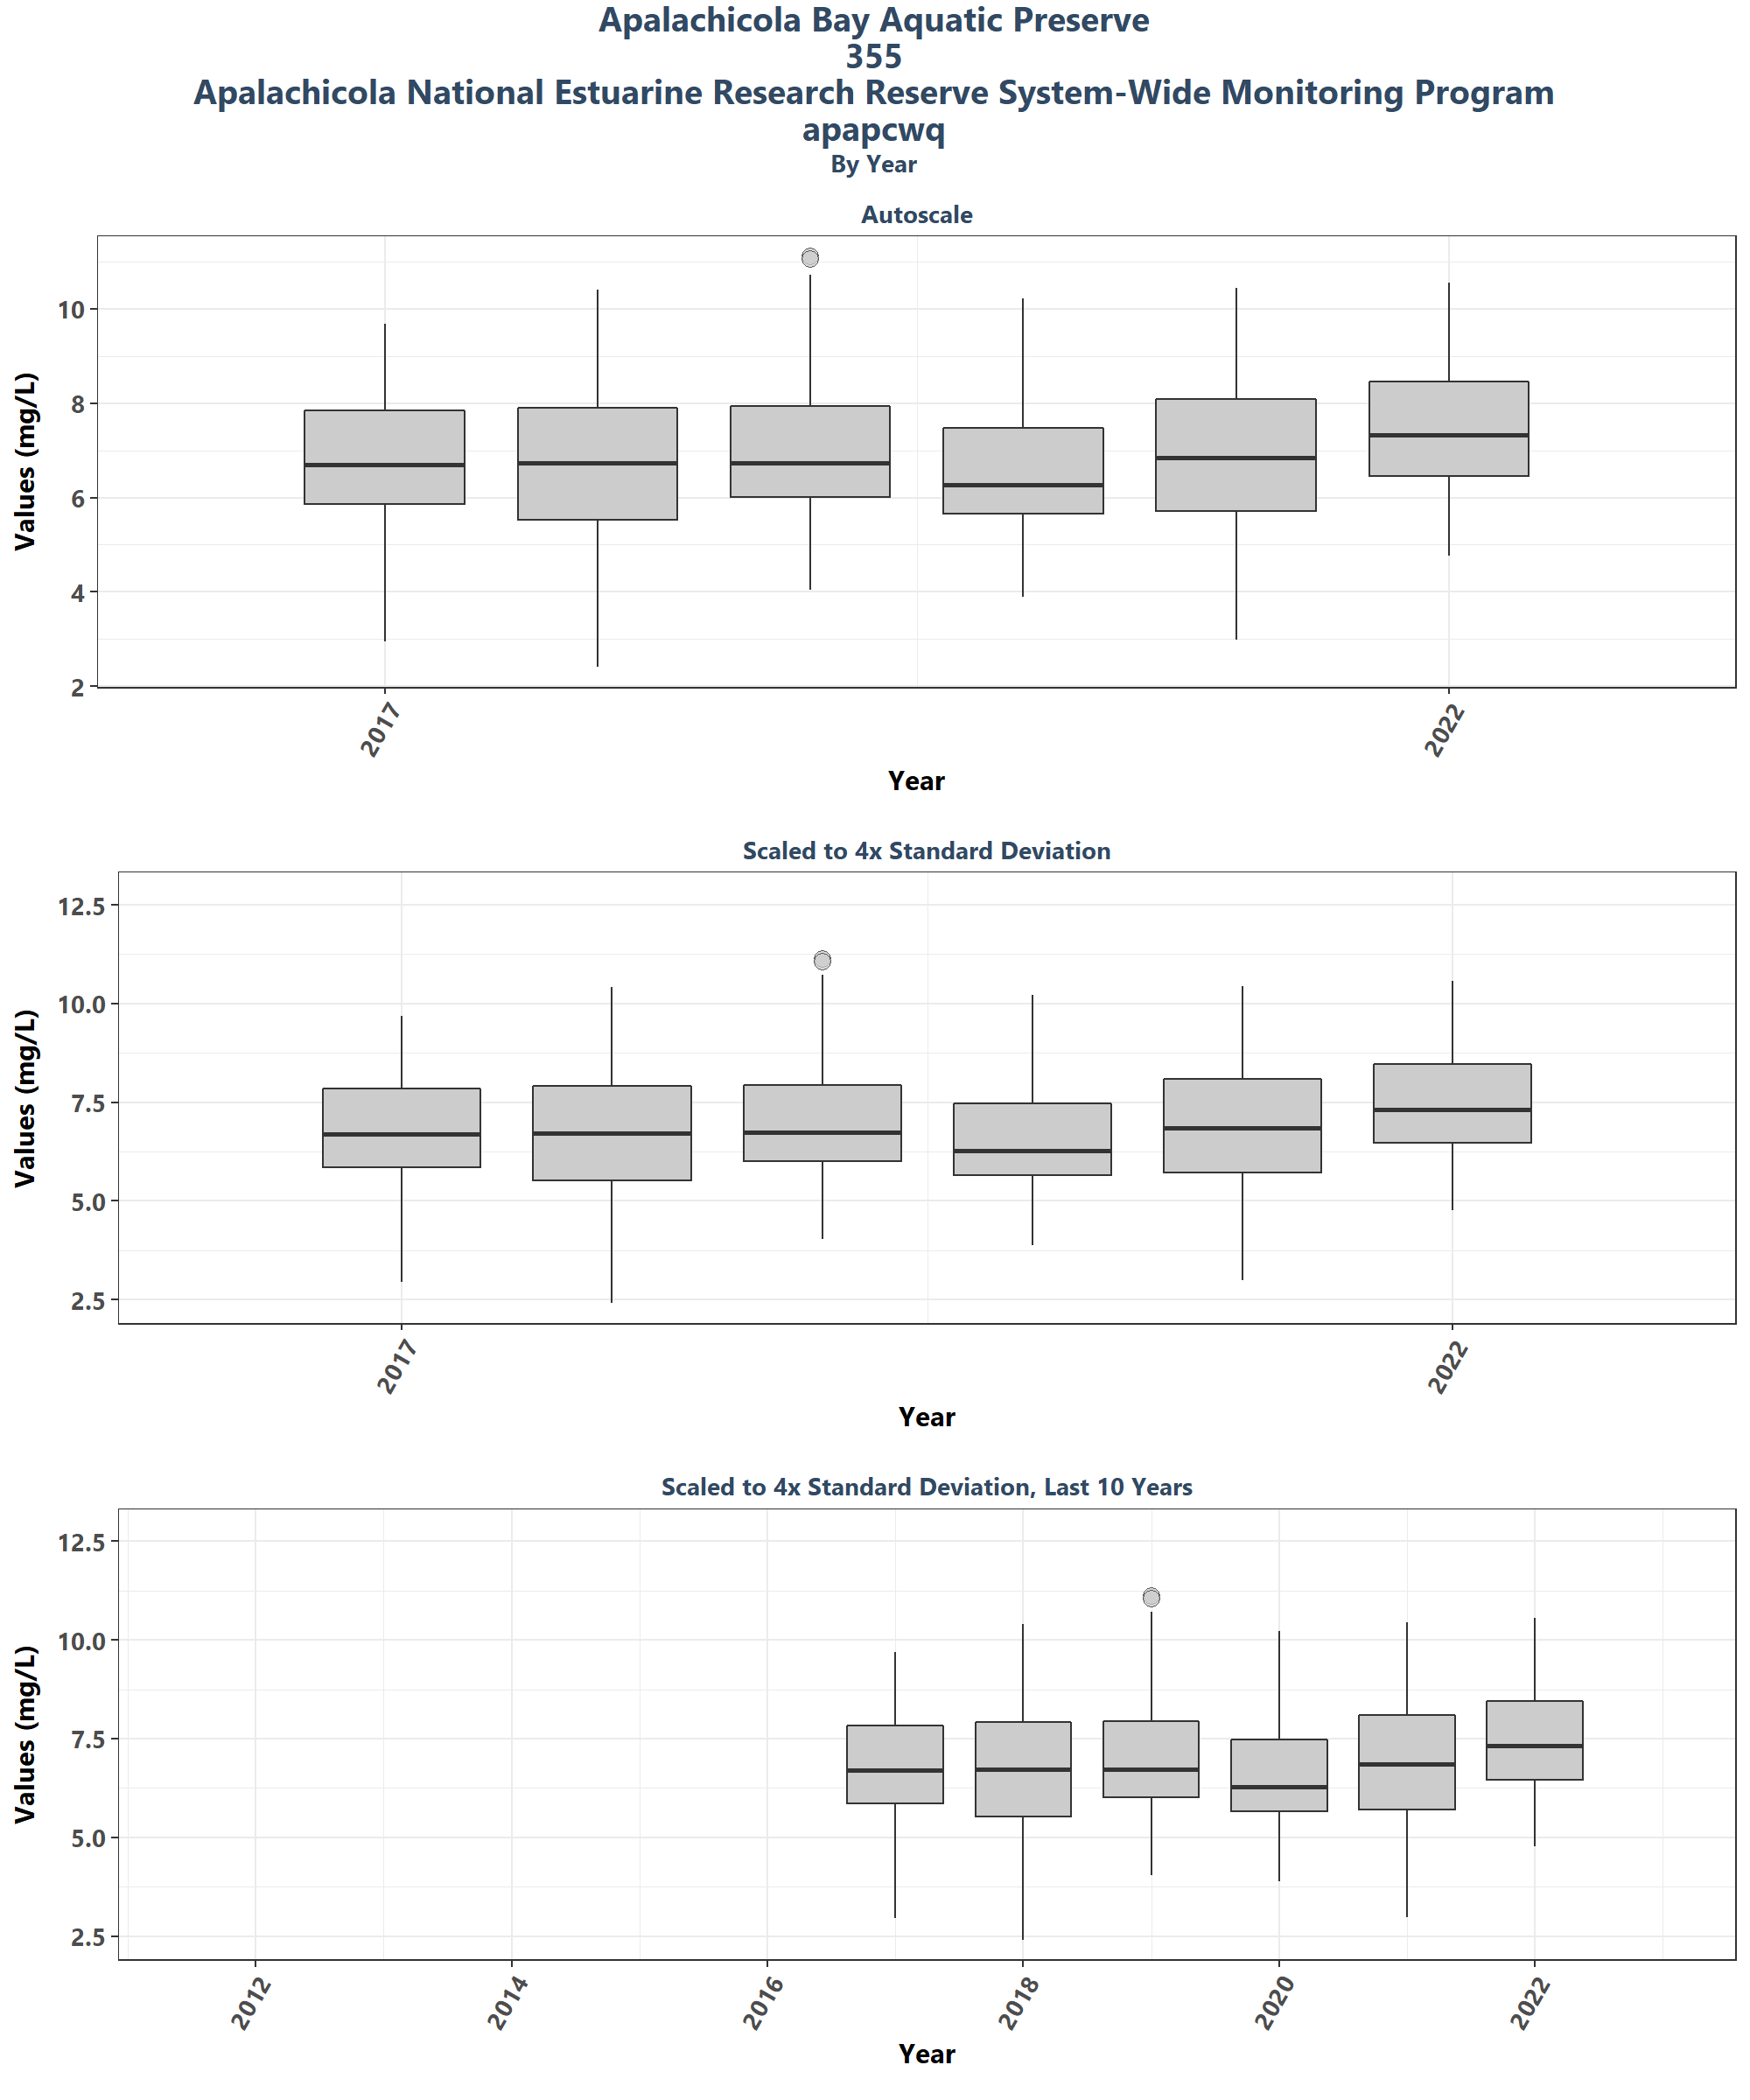 Apalachicola Bay Aquatic Preserve
355
Apalachicola National Estuarine Research Reserve System-Wide Monitoring Program
apapcwq
By Year
Autoscale
Values (mg/L)
10
8
6
4
2
2017
2022
Year
Scaled to 4x Standard Deviation
Values (mg/L)
12.5
10.0
7.5
5.0
2.5
2017
2022
Year
Scaled to 4x Standard Deviation, Last 10 Years
Values (mg/L)
12.5
10.0
7.5
5.0
2.5
2012
2014
2016
2018
2020
2022
Year